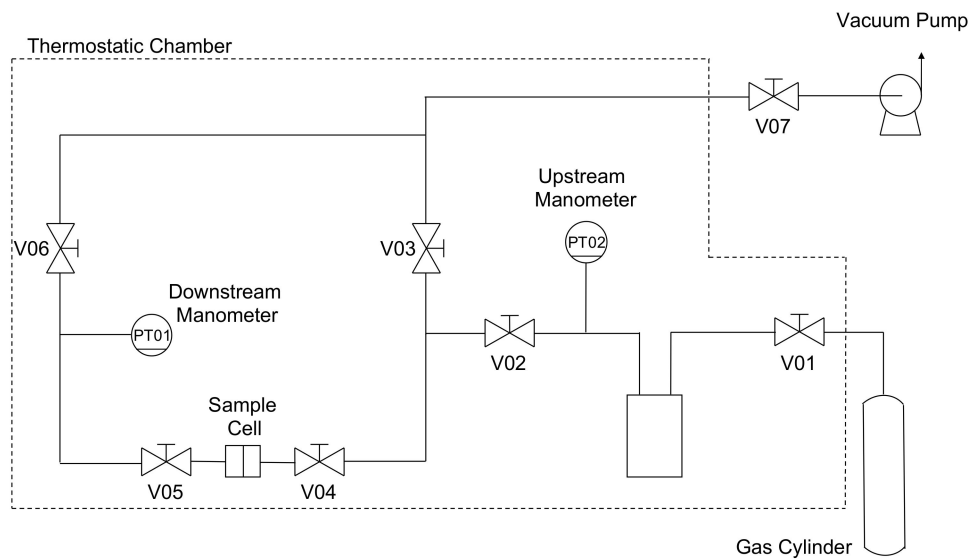 Vacuum Pump
Thermostatic Chamber
V07
Upstream
Manometer
PT02
V06
V03
Downstream
Manometer
PT01
V02
V01
Sample
Cell
V05
V04
Gas Cylinder